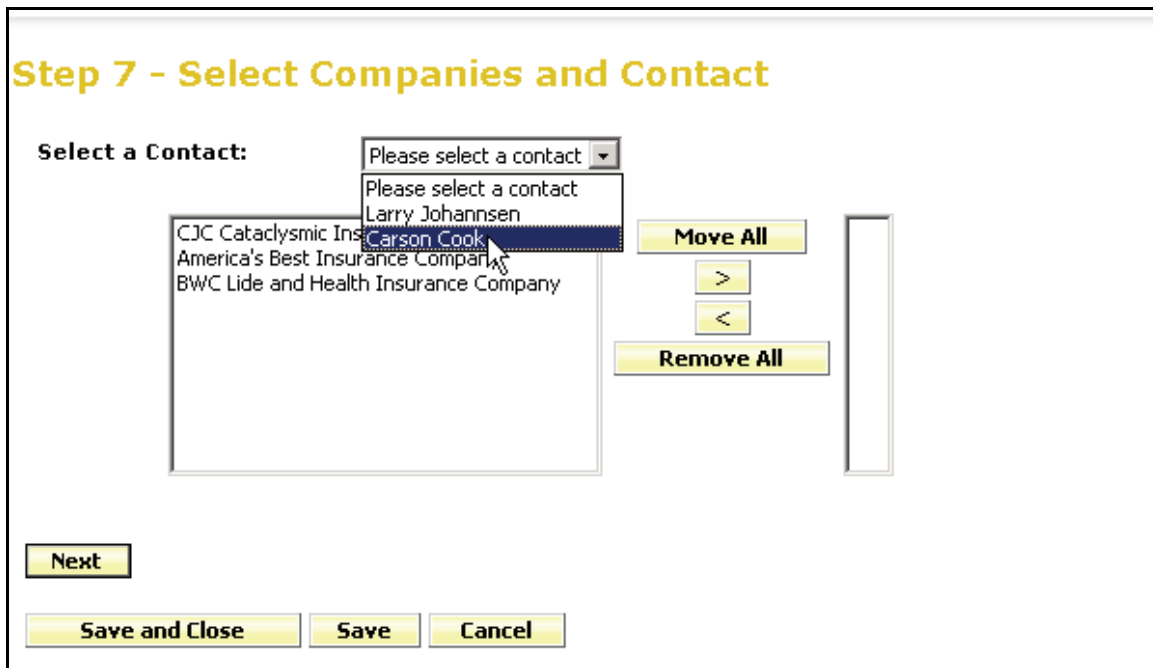 Step 7 - Select Companies and Contact
Select a Contact:
Please select a contact
Please select a contact
Larry Johannsen
Carson Cook
CJC Cataclysmic Ins
America's Best Insurance Company
BWC Lide and Health Insurance Company
Move All
>
<
Remove All
Next
Save and Close
Save
Cancel